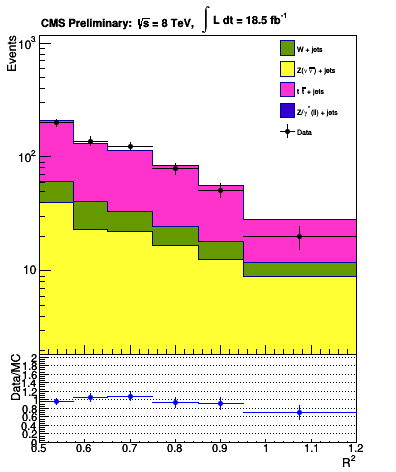 CMS Preliminary: √s = 8 TeV, ∫ L dt = 18.5 fb⁻¹
Events
10³
10²
10
W + jets
Z(ν ν̄) + jets
t t̄ + jets
Z/γ*(ll) + jets
Data
Data/MC
2
1.8
1.6
1.4
1.2
1
0.8
0.6
0.4
0.2
0
0.5 0.6 0.7 0.8 0.9 1 1.1 1.2
R²